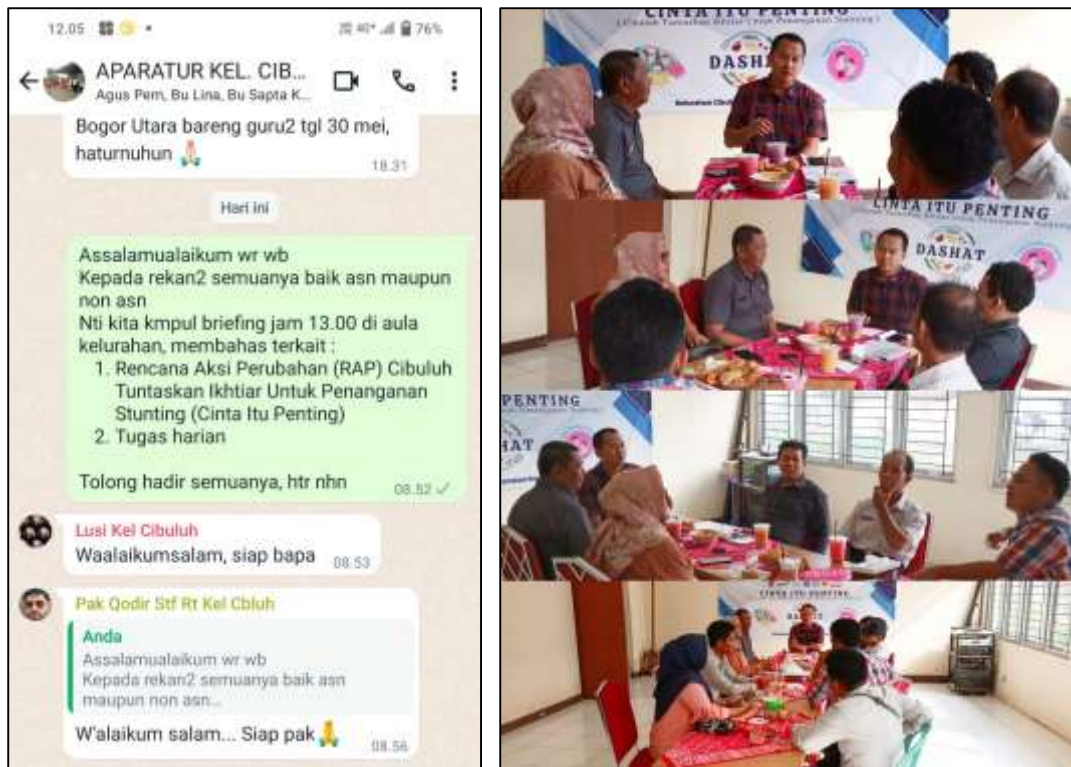 12.05
76%
APARATUR KEL. CIB...
Agus Pem, Bu Lina, Bu Sapta K...
Bogor Utara bareng guru2 tgl 30 mei,
haturnuhun 🙏
18.31
Hari ini
Assalamualaikum wr wb
Kepada rekan2 semuanya baik asn maupun
non asn
Nti kita kmpul briefing jam 13.00 di aula
kelurahan, membahas terkait :
1. Rencana Aksi Perubahan (RAP) Cibuluh
Tuntaskan Ikhtiar Untuk Penanganan
Stunting (Cinta Itu Penting)
2. Tugas harian
Tolong hadir semuanya, htr nhn
08.52
Lusi Kel Cibuluh
Waalaikumsalam, siap bapa
08.53
Pak Qodir Stf Rt Kel Cbluh
Anda
Assalamualaikum wr wb
Kepada rekan2 semuanya baik asn
maupun non asn...
W'alaikum salam... Siap pak🙏
08.56
CINTA ITU PENTING
DASHAT
CINTA ITU PENTING
DASHAT
PENTING
HAT
CINTA ITU PENTING